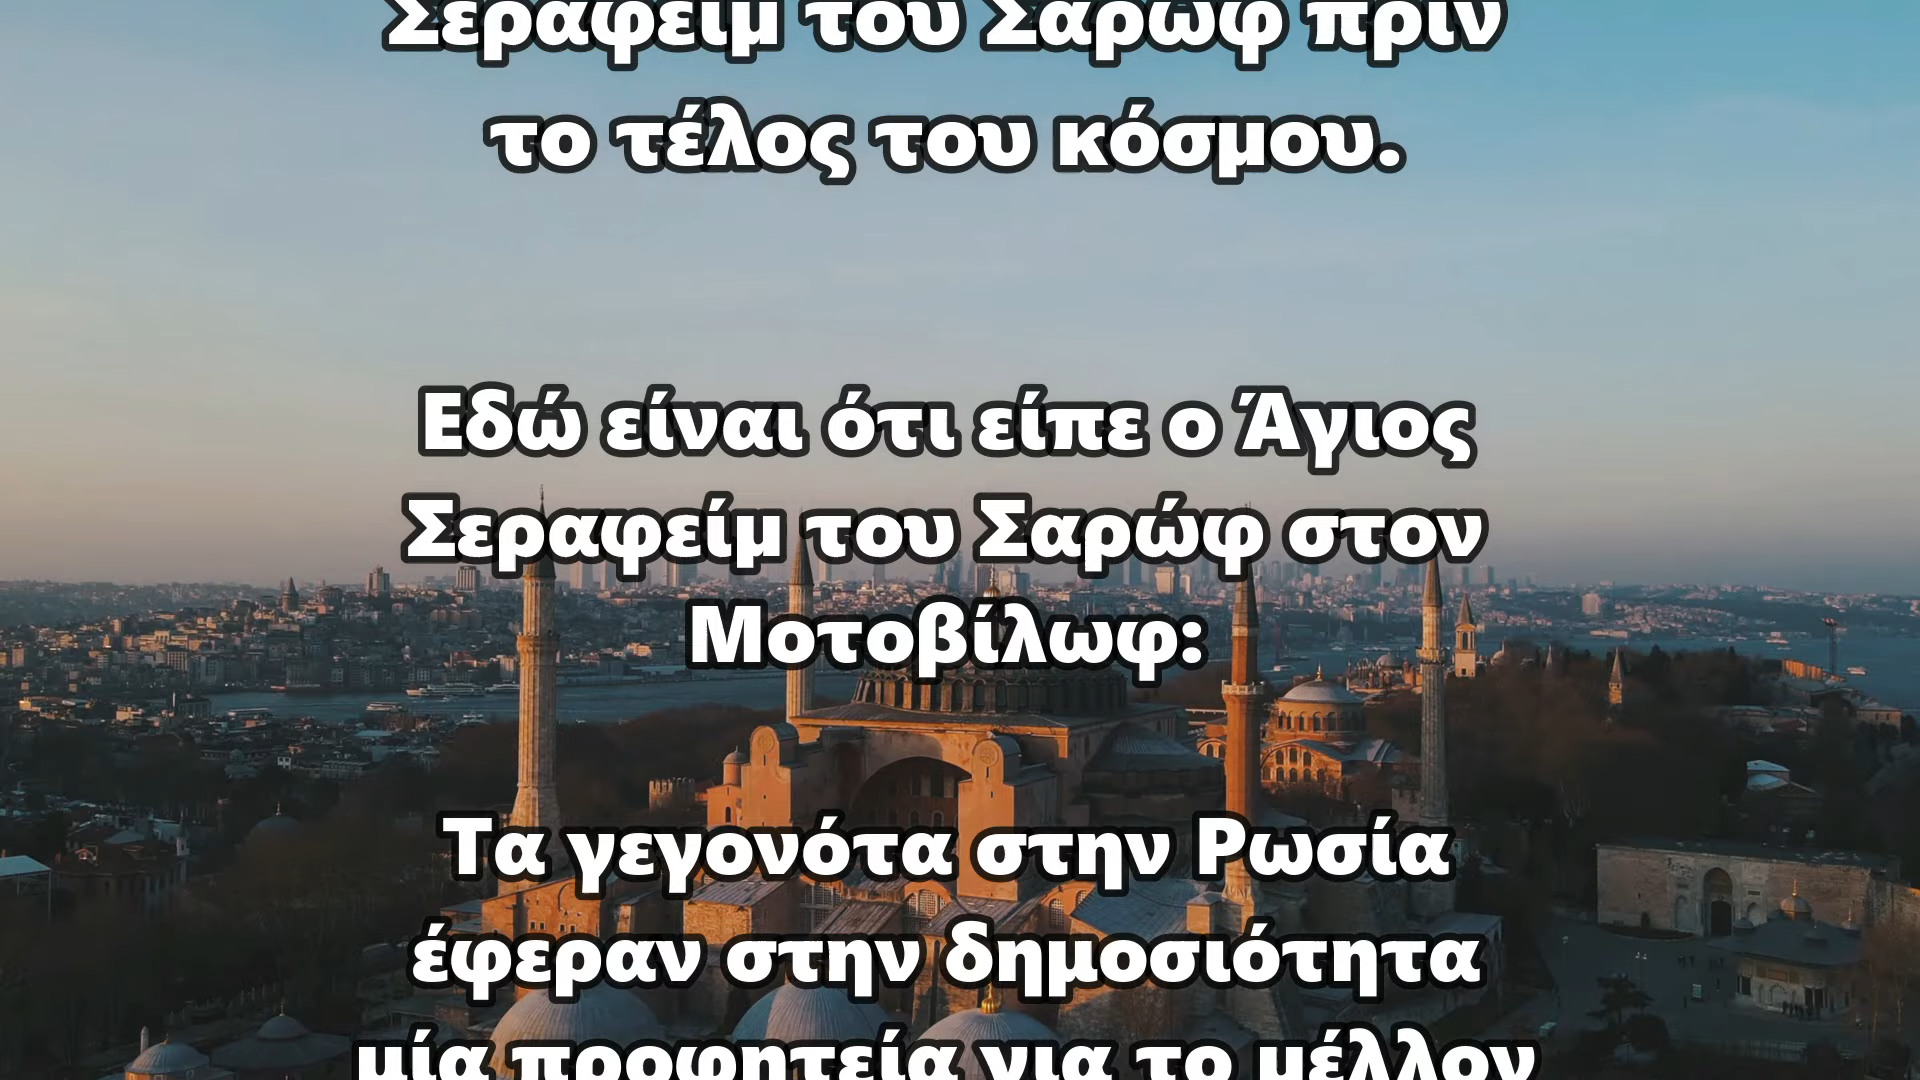 Σεραφείμ του Σαρώφ πριν
το τέλος του κόσμου.
Εδώ είναι ότι είπε ο Άγιος
Σεραφείμ του Σαρώφ στον
Μοτοβίλωφ:
Τα γεγονότα στην Ρωσία
έφεραν στην δημοσιότητα
μία προφητεία για το μέλλον